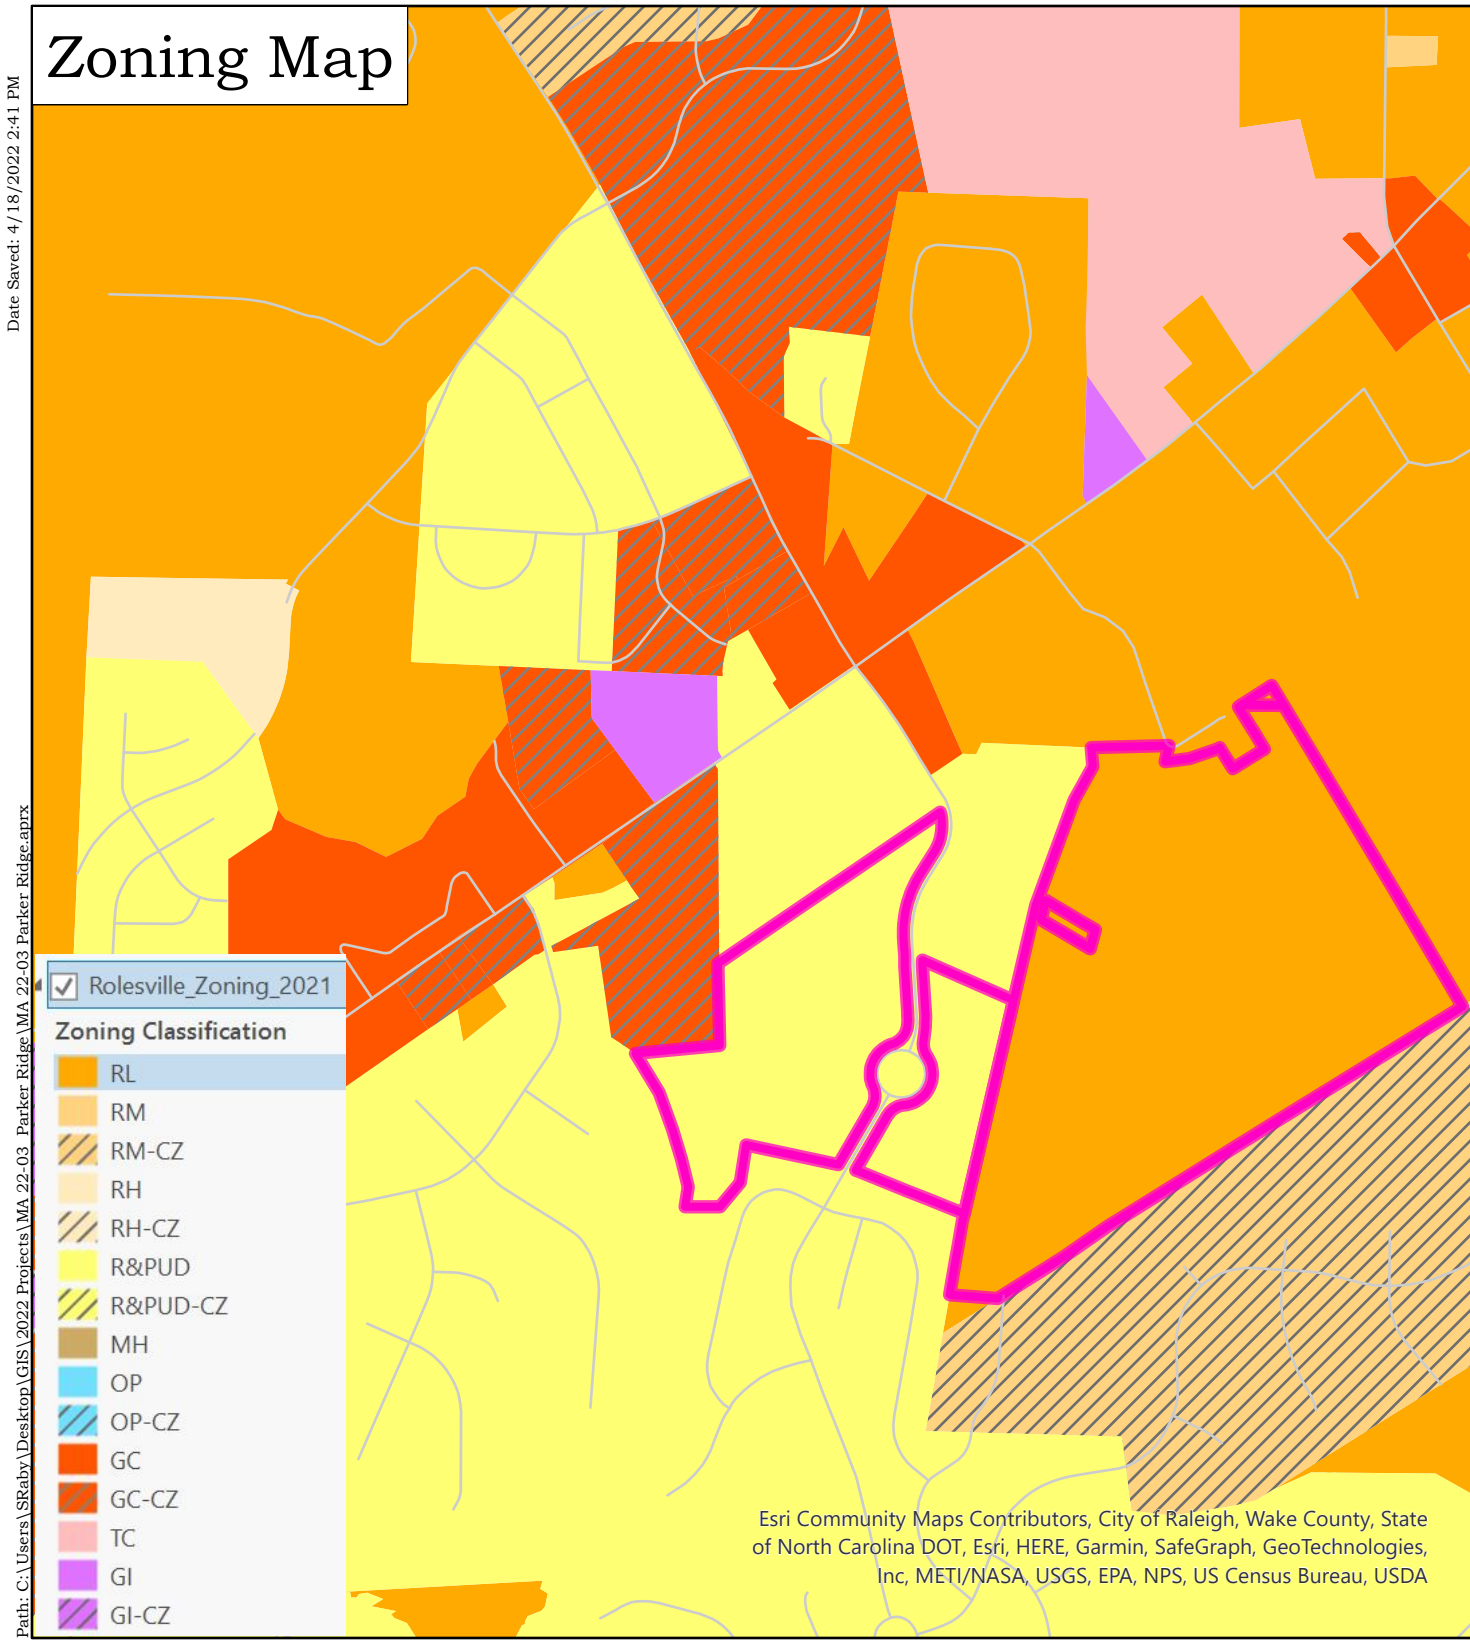 Zoning Map
Date Saved: 4/18/2022 2:41 PM
Path: C:\Users\SRaby\Desktop\GIS\2022 Projects\MA 22-03 Parker Ridge\MA 22-03 Parker Ridge.aprx
Rolesville_Zoning_2021
Zoning Classification
RL
RM
RM-CZ
RH
RH-CZ
R&PUD
R&PUD-CZ
MH
OP
OP-CZ
GC
GC-CZ
TC
GI
GI-CZ
Esri Community Maps Contributors, City of Raleigh, Wake County, State
of North Carolina DOT, Esri, HERE, Garmin, SafeGraph, GeoTechnologies,
Inc, METI/NASA, USGS, EPA, NPS, US Census Bureau, USDA